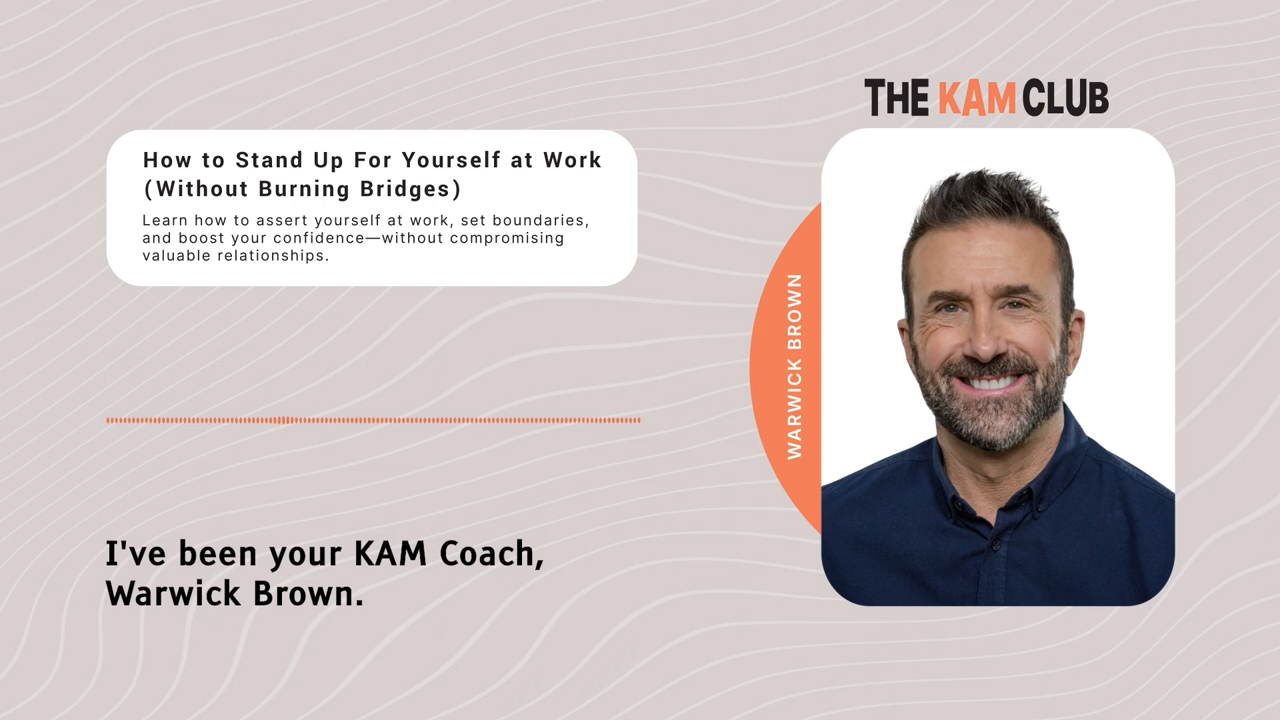 THE KAM CLUB
How to Stand Up For Yourself at Work
(Without Burning Bridges)
Learn how to assert yourself at work, set boundaries,
and boost your confidence—without compromising
valuable relationships.
WARWICK BROWN
I've been your KAM Coach,
Warwick Brown.